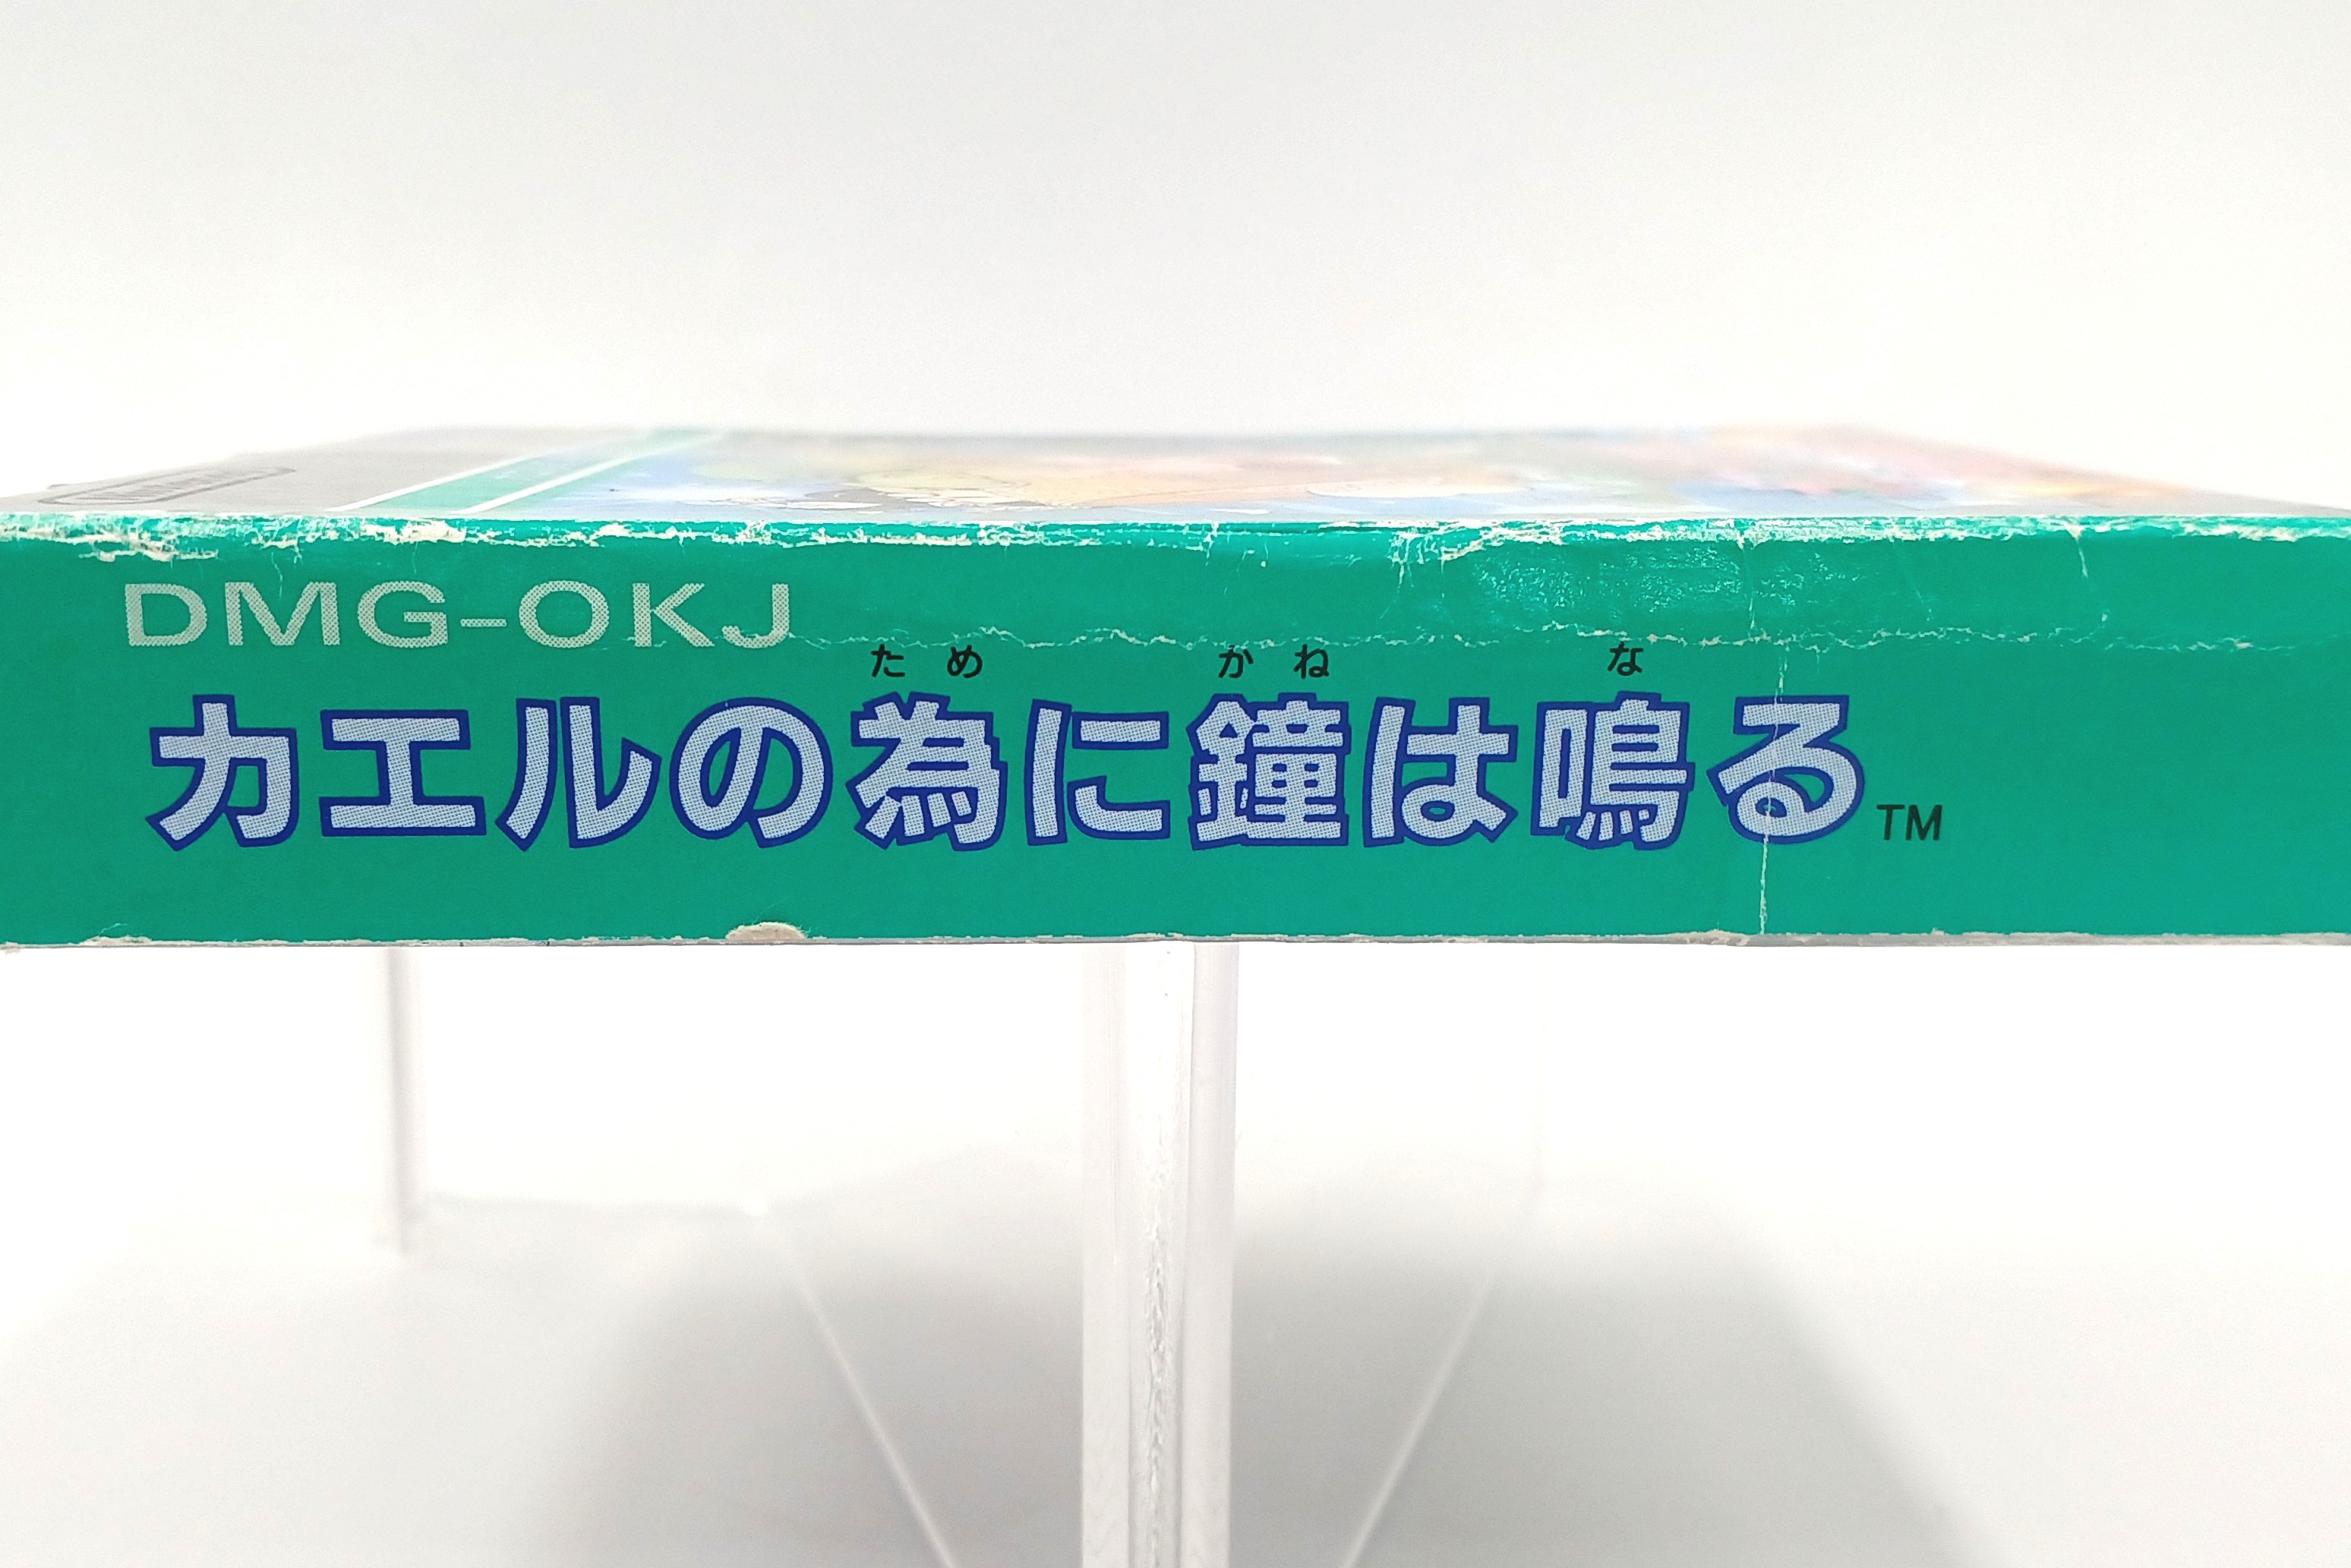 Nintendo
DMG-OKJ
ため かね な
カエルの為に鐘は鳴る™